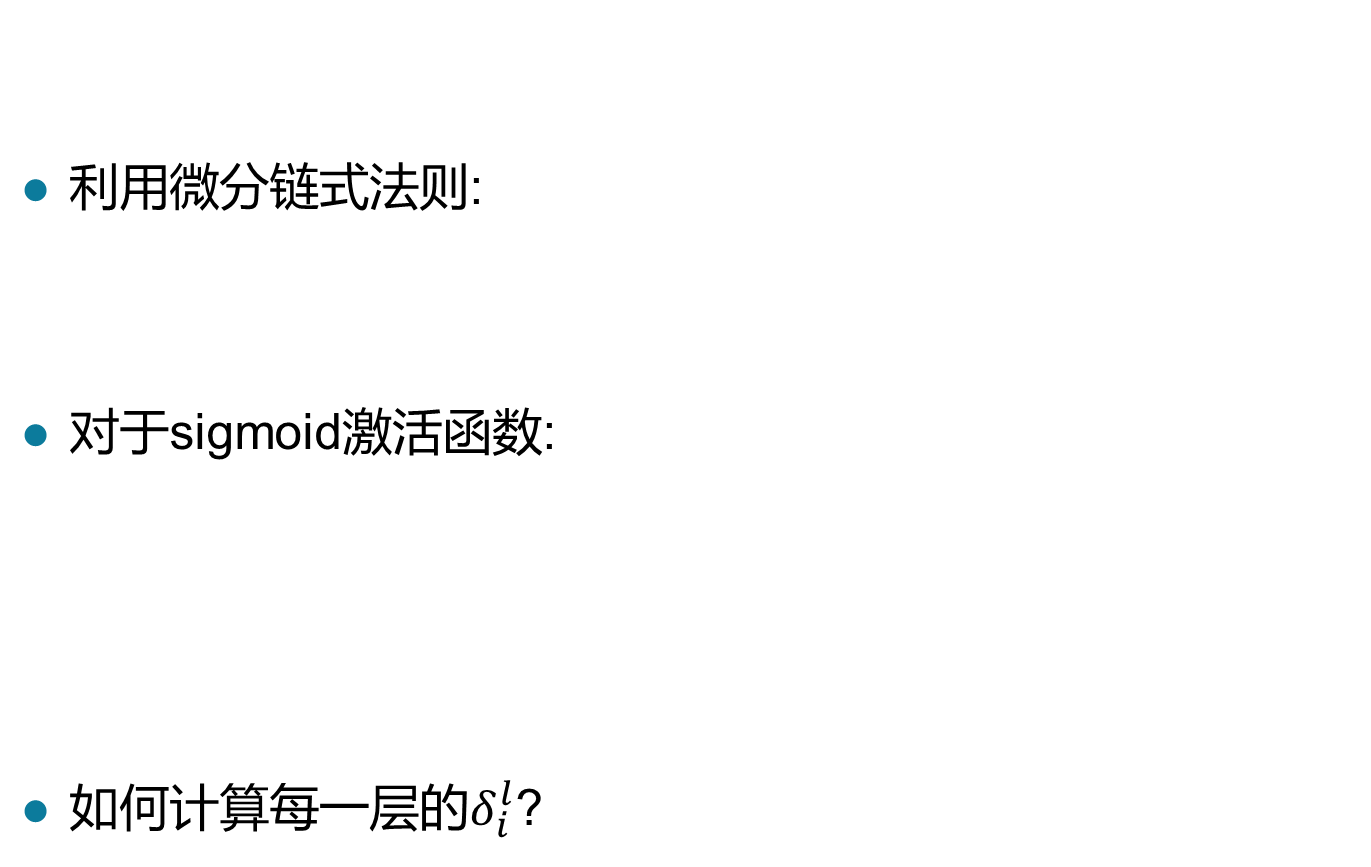 ● 利用微分链式法则:
● 对于sigmoid激活函数:
● 如何计算每一层的$\delta_i^l$?